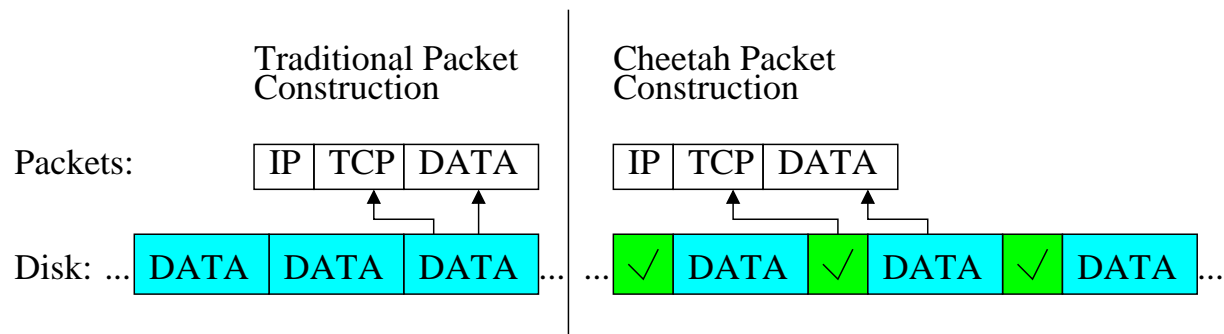 Traditional Packet
Construction
Cheetah Packet
Construction
Packets:
IP TCP DATA
IP TCP DATA
Disk: ... DATA DATA DATA ...
... ✓ DATA ✓ DATA ✓ DATA ...